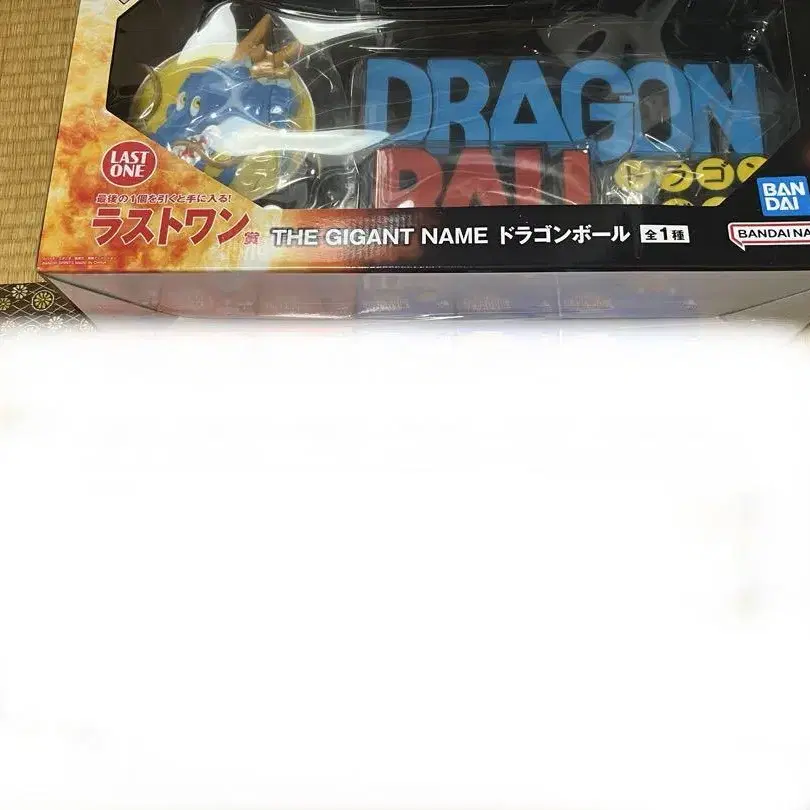 DRAGON
BALL
ドラゴ
LAST
ONE
最後の1個を引くと手に入る!
ラストワン賞 THE GIGANT NAME ドラゴンボール 全1種
BAN
DAI
BANDAI NA